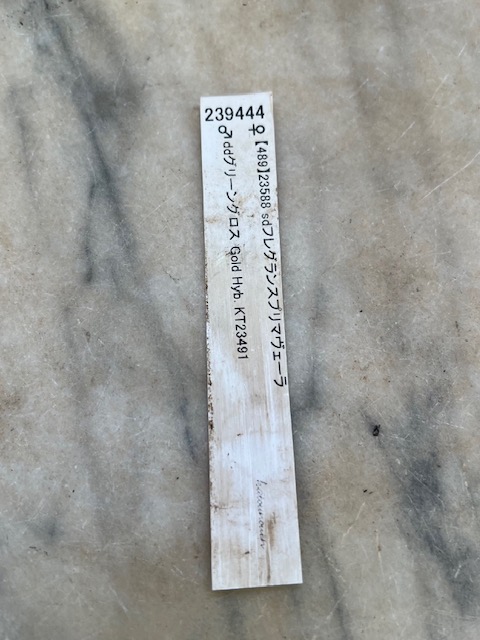 239444
♀【489】23588 sdフレグランスプリマヴェーラ
♂ddグリーングロス Gold Hyb. KT23491